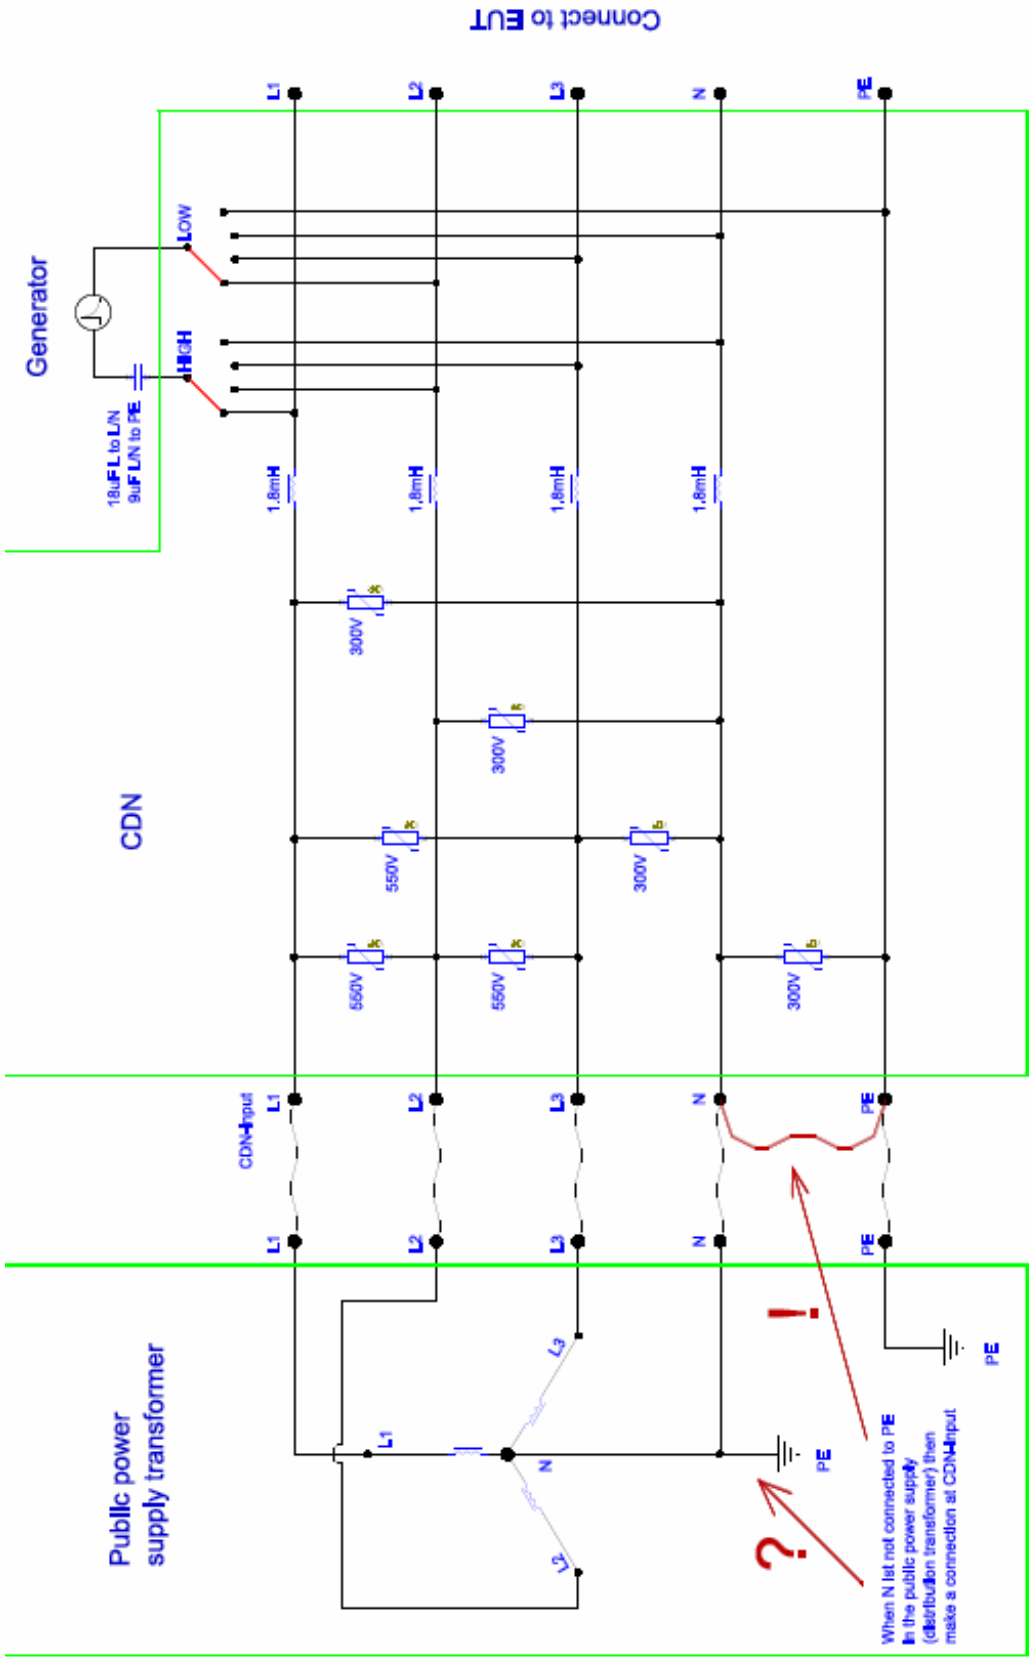 Connect to EUT
L1
L2
L3
N
PE
Generator
HIGH
LOW
18uF L to L/N
9uF L/N to PE
1.8mH
1,8mH
1.8mH
1,8mH
300V
300V
550V
300V
550V
550V
300V
CDN
CDN-Input
L1
L2
L3
N
PE
L1
L2
L3
N
PE
Public power
supply transformer
L1
L2
L3
N
PE
PE
!
?
When N ist not connected to PE
in the public power supply
(distribution transformer) then
make a connection at CDN-Input